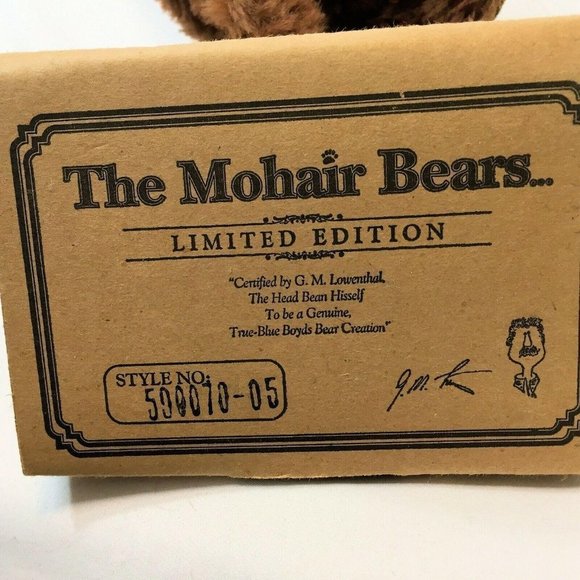 The Mohair Bears...
LIMITED EDITION
"Certified by G. M. Lowenthal,
The Head Bean Hisself
To be a Genuine,
True-Blue Boyds Bear Creation"
STYLE NO:
590070-05
G.M.